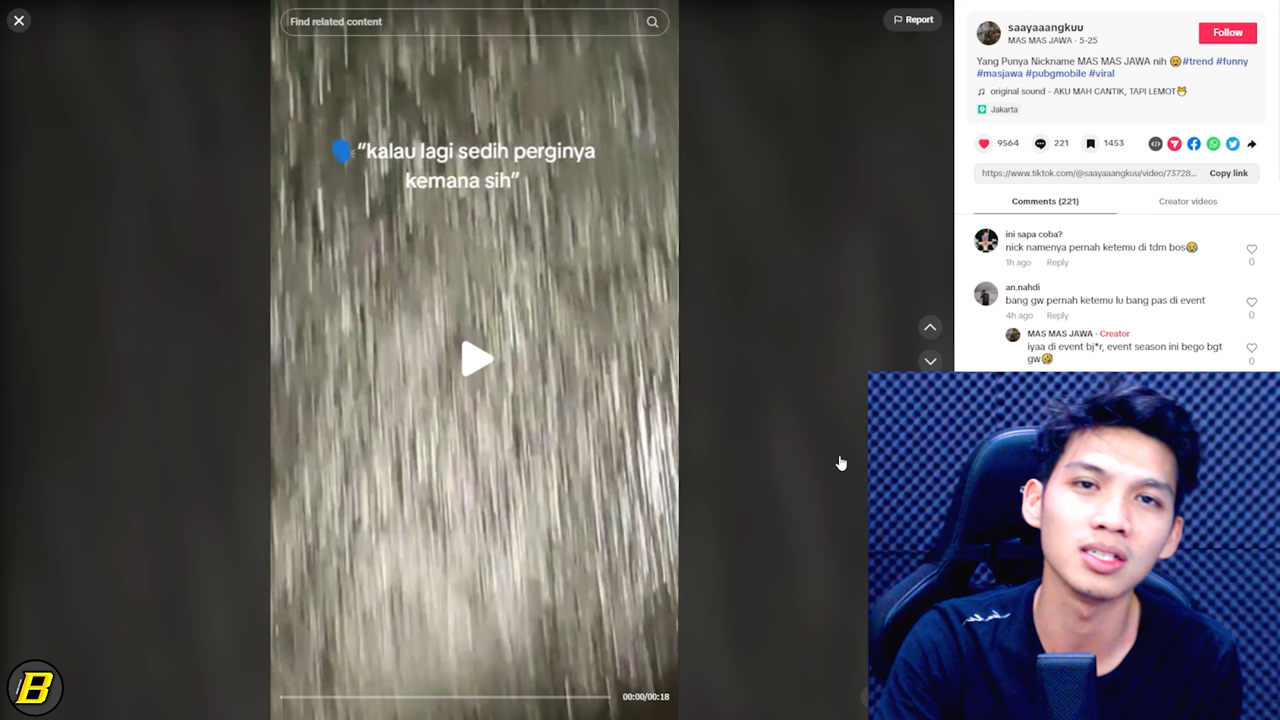 Find related content
Report
"kalau lagi sedih perginya
kemana sih"
00:00/00:18
saayaaangkuu
MAS MAS JAWA · 5-25
Follow
Yang Punya Nickname MAS MAS JAWA nih 😖#trend #funny
#masjawa #pubgmobile #viral
original sound - AKU MAH CANTIK, TAPI LEMOT😁
Jakarta
9564
221
1453
https://www.tiktok.com/@saayaaangkuu/video/73728...
Copy link
Comments (221)
Creator videos
ini sapa coba?
nick namenya pernah ketemu di tdm bos😂
1h ago
Reply
0
an.nahdi
bang gw pernah ketemu lu bang pas di event
4h ago
Reply
0
MAS MAS JAWA · Creator
iyaa di event bj*r, event season ini bego bgt
gw🤣
0
B